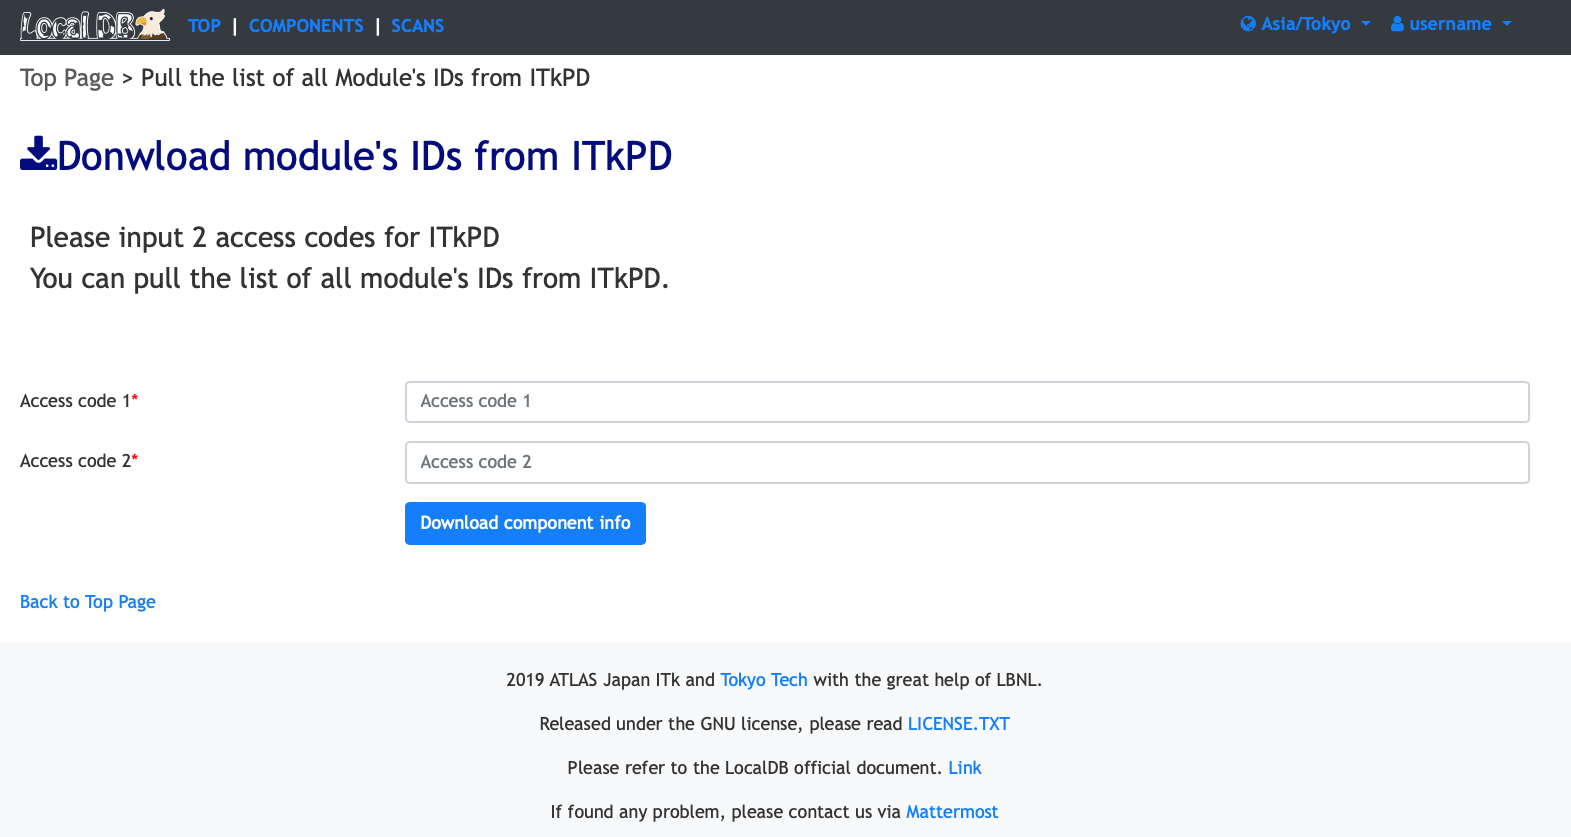 Local DB TOP | COMPONENTS | SCANS Asia/Tokyo username
Top Page > Pull the list of all Module's IDs from ITkPD
Donwload module's IDs from ITkPD
Please input 2 access codes for ITkPD
You can pull the list of all module's IDs from ITkPD.
Access code 1* Access code 1
Access code 2* Access code 2
Download component info
Back to Top Page
2019 ATLAS Japan ITk and Tokyo Tech with the great help of LBNL.
Released under the GNU license, please read LICENSE.TXT
Please refer to the LocalDB official document. Link
If found any problem, please contact us via Mattermost